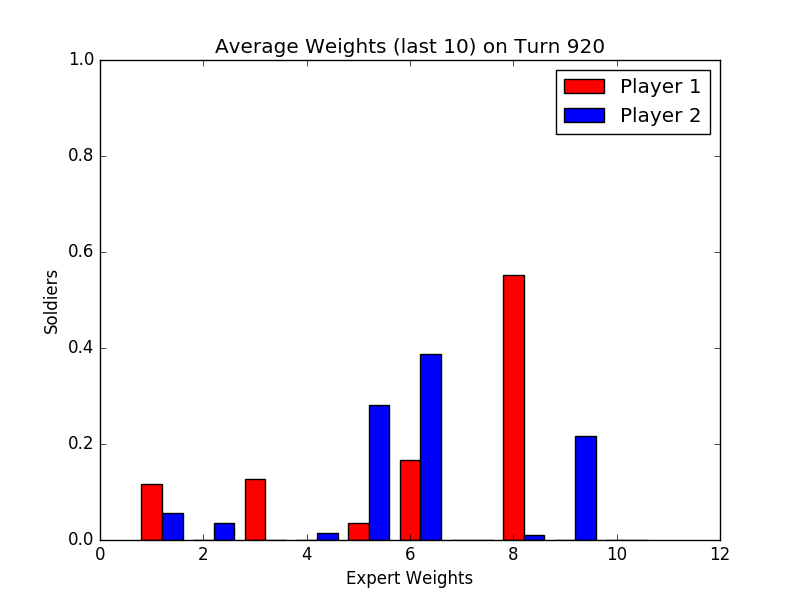 Average Weights (last 10) on Turn 920
1.0
0.8
0.6
0.4
0.2
0.0
Soldiers
Player 1
Player 2
0 2 4 6 8 10 12
Expert Weights